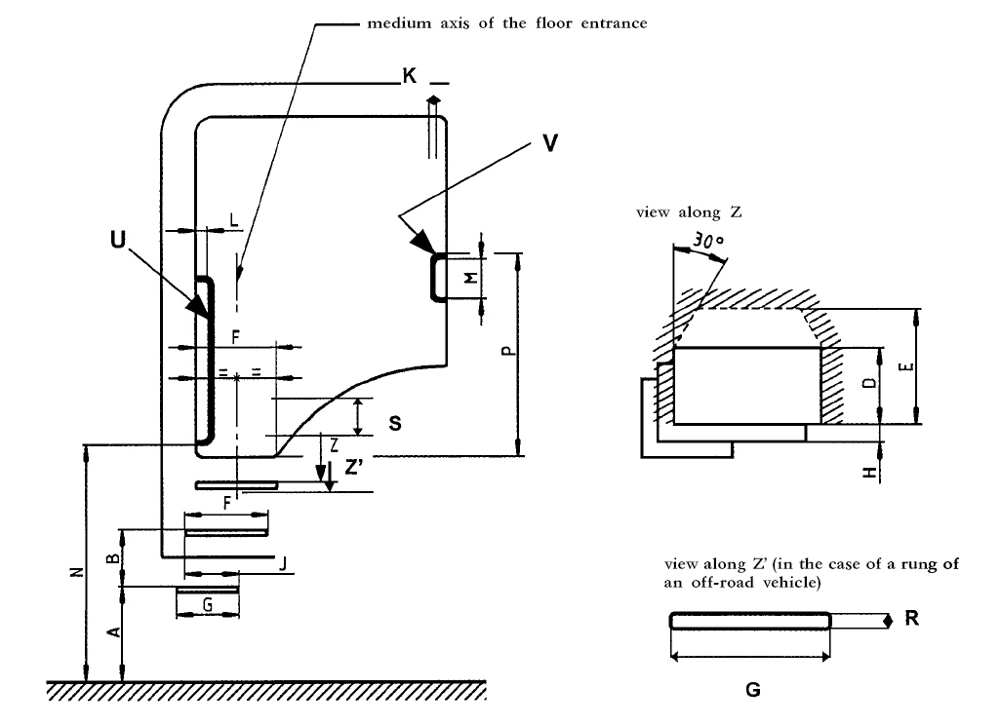 medium axis of the floor entrance
K
V
view along Z
L
30°
U
M
F
P
= =
E
D
S
Z
Z'
H
F
B
N
J
view along Z' (in the case of a rung of
an off-road vehicle)
G
R
A
G